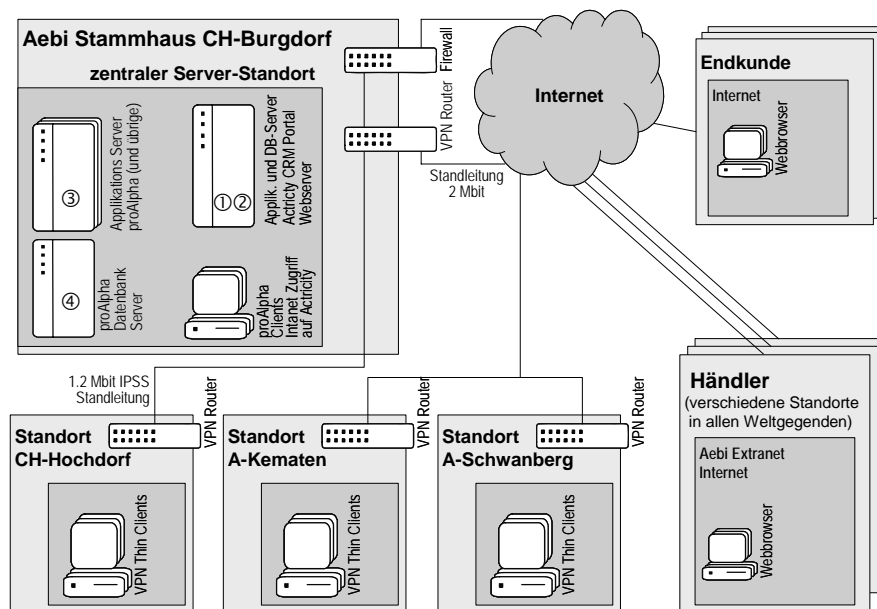 Aebi Stammhaus CH-Burgdorf
zentraler Server-Standort
Applikations Server
proAlpha (und übrige)
③
①②
Applik. und DB-Server
Actricty CRM Portal
Webserver
④
proAlpha
Datenbank
Server
proAlpha
Clients
Intanet Zugriff
auf Actricity
Firewall
VPN Router
Internet
Standleitung
2 Mbit
Endkunde
Internet
Webbrowser
1.2 Mbit IPSS
Standleitung
Standort
CH-Hochdorf
VPN Router
VPN Thin Clients
Standort
A-Kematen
VPN Router
VPN Thin Clients
Standort
A-Schwanberg
VPN Router
VPN Thin Clients
Händler
(verschiedene Standorte
in allen Weltgegenden)
Aebi Extranet
Internet
Webbrowser